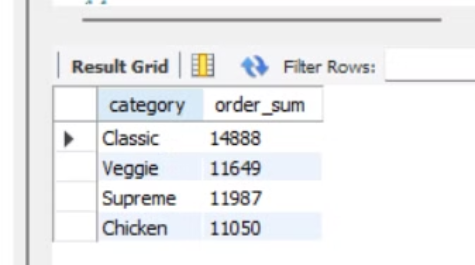 Result Grid Filter Rows:
category order_sum
Classic 14888
Veggie 11649
Supreme 11987
Chicken 11050